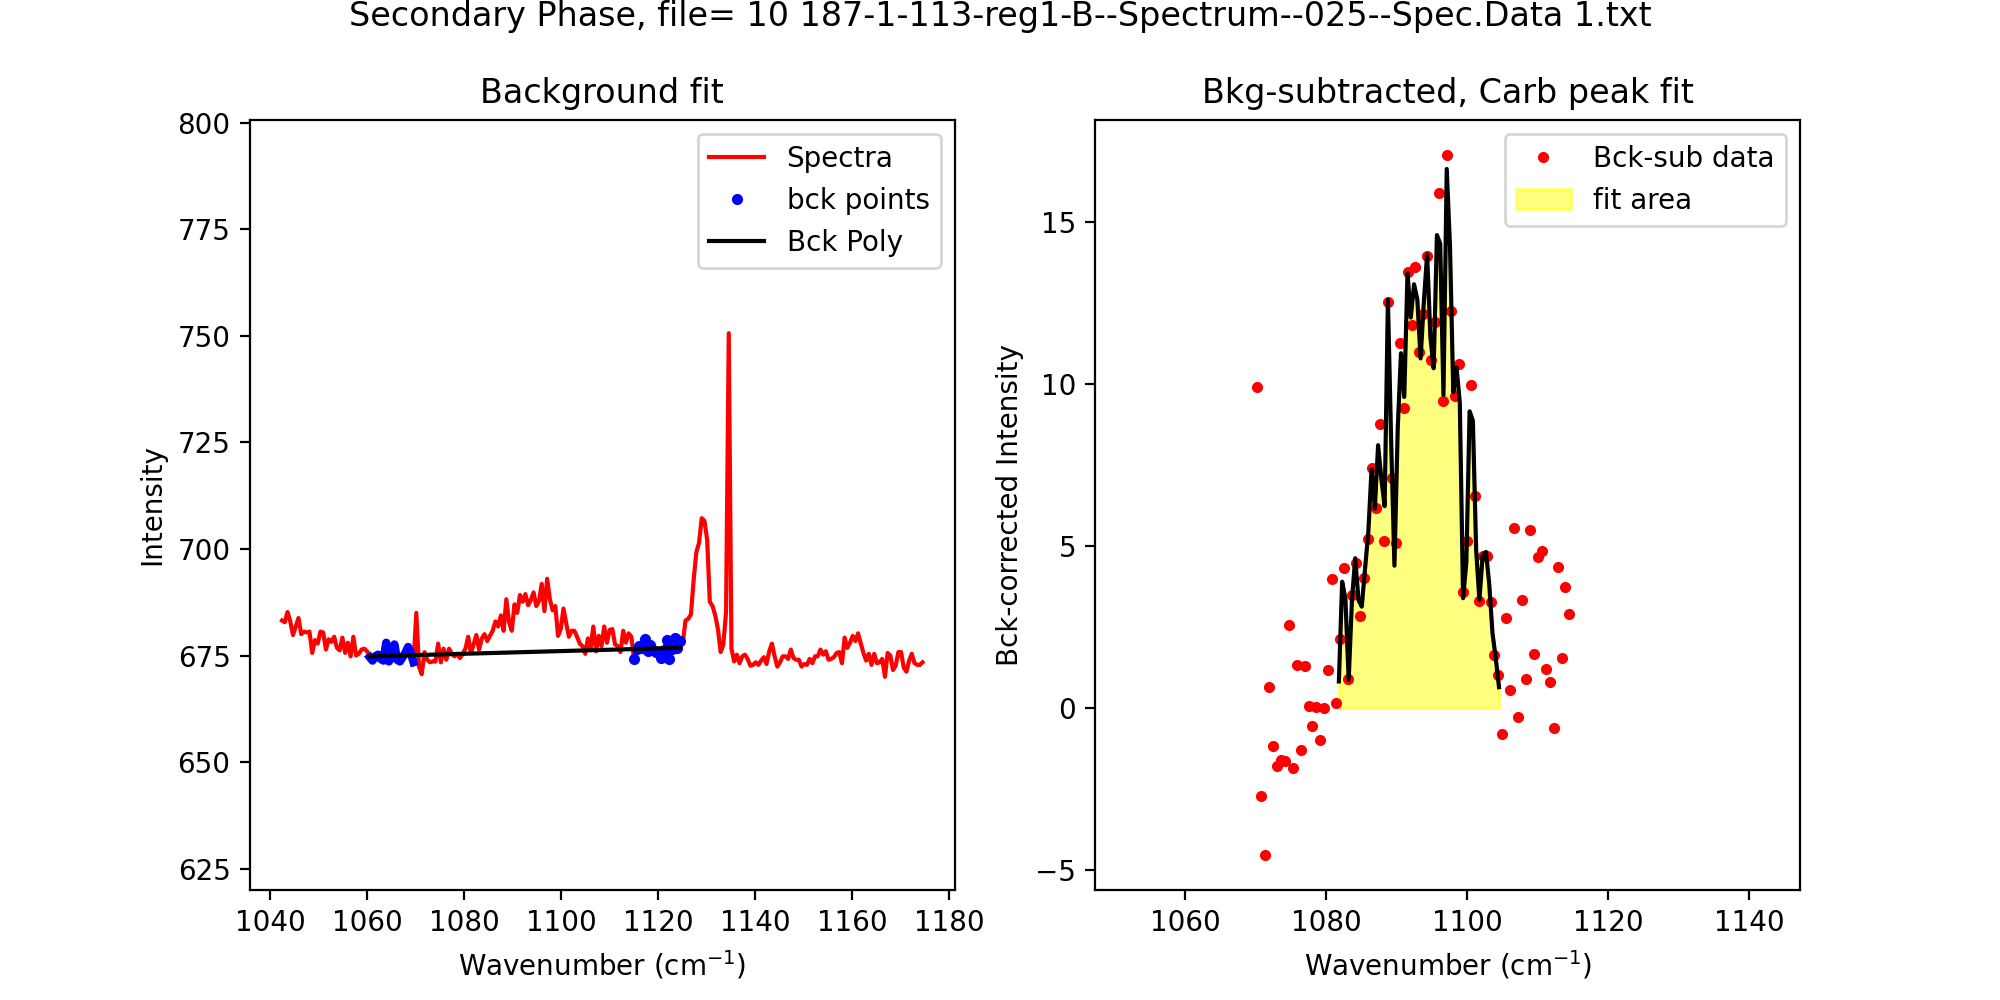 Secondary Phase, file= 10 187-1-113-reg1-B--Spectrum--025--Spec.Data 1.txt
Background fit
800
775
750
725
700
675
650
625
Intensity
Spectra
bck points
Bck Poly
1040 1060 1080 1100 1120 1140 1160 1180
Wavenumber (cm⁻¹)
Bkg-subtracted, Carb peak fit
15
10
5
0
−5
Bck-corrected Intensity
Bck-sub data
fit area
1060 1080 1100 1120 1140
Wavenumber (cm⁻¹)